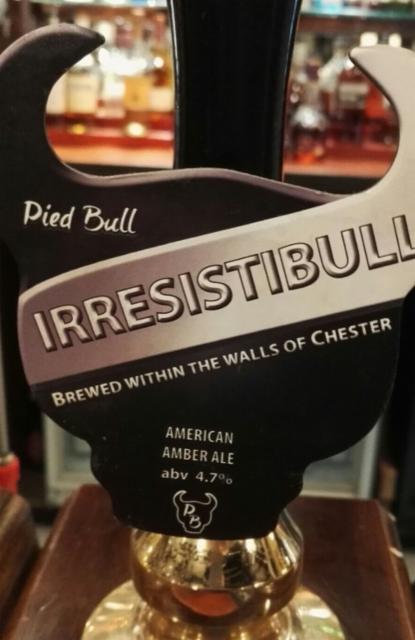 Pied Bull
IRRESISTIBULL
BREWED WITHIN THE WALLS OF CHESTER
AMERICAN
AMBER ALE
abv 4.7%
PB